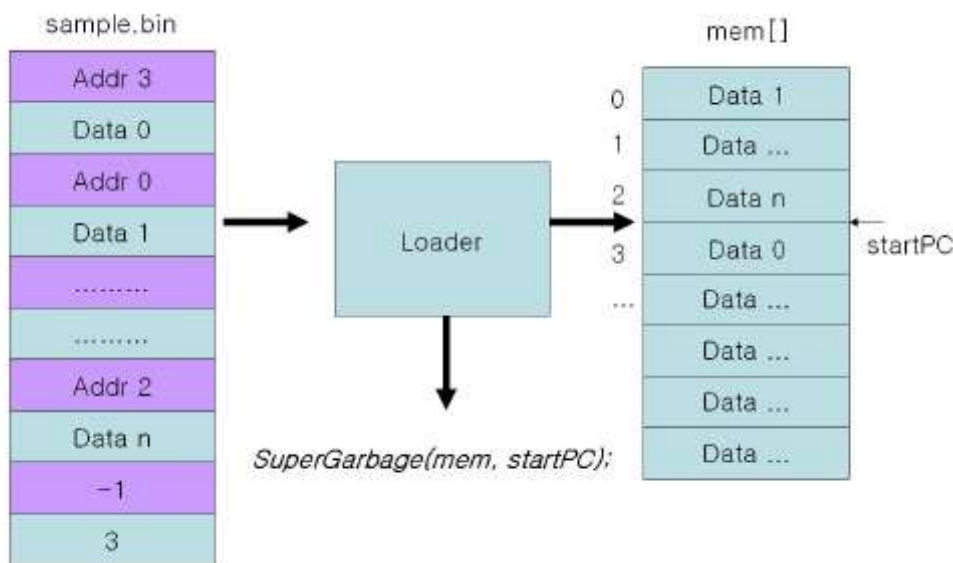 sample.bin
Addr 3
Data 0
Addr 0
Data 1
.........
.........
Addr 2
Data n
-1
3
Loader
SuperGarbage(mem, startPC);
mem[]
0
Data 1
1
Data ...
2
Data n
startPC
3
Data 0
...
Data ...
Data ...
Data ...
Data ...